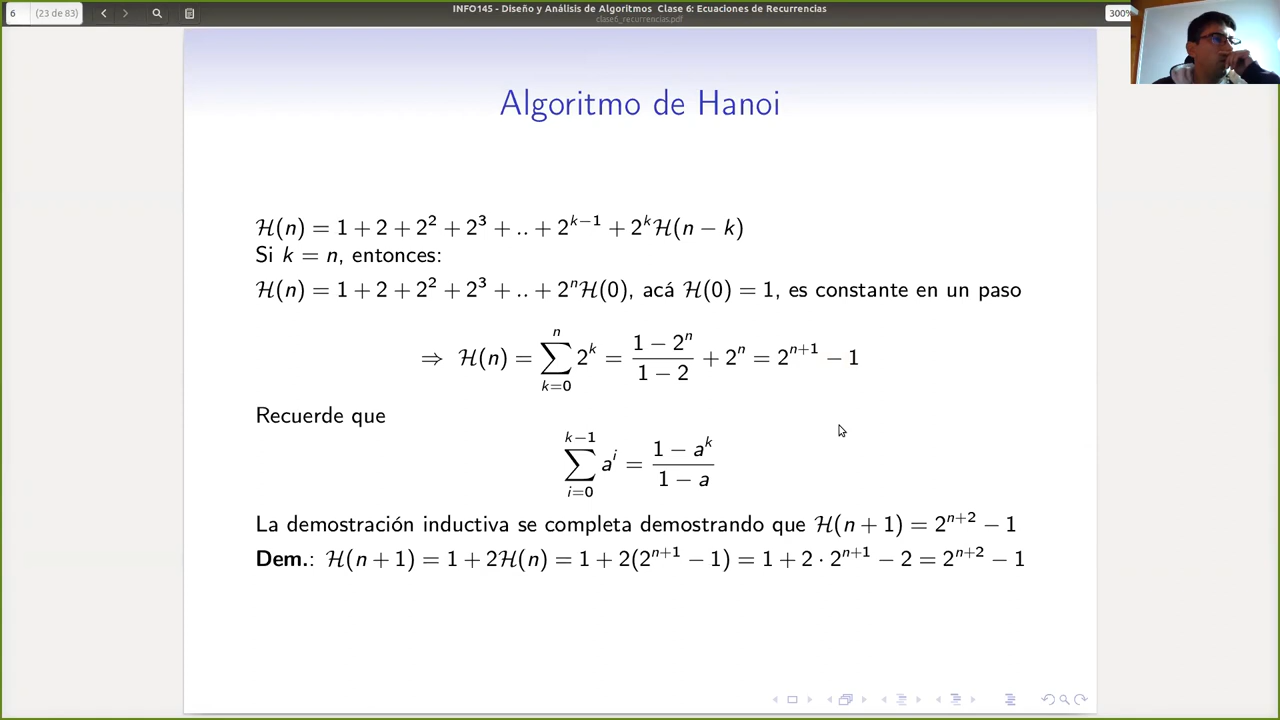 6 (23 de 83)
INFO145 - Diseño y Análisis de Algoritmos Clase 6: Ecuaciones de Recurrencias
clase6_recurrencias.pdf
300%
Algoritmo de Hanoi
ℋ(n) = 1 + 2 + 2² + 2³ + .. + 2^{k−1} + 2^k ℋ(n − k)
Si k = n, entonces:
ℋ(n) = 1 + 2 + 2² + 2³ + .. + 2^n ℋ(0), acá ℋ(0) = 1, es constante en un paso
⇒ ℋ(n) = ∑_{k=0}^{n} 2^k = \frac{1 − 2^n}{1 − 2} + 2^n = 2^{n+1} − 1
Recuerde que
∑_{i=0}^{k−1} a^i = \frac{1 − a^k}{1 − a}
La demostración inductiva se completa demostrando que ℋ(n + 1) = 2^{n+2} − 1
Dem.: ℋ(n + 1) = 1 + 2ℋ(n) = 1 + 2(2^{n+1} − 1) = 1 + 2 · 2^{n+1} − 2 = 2^{n+2} − 1